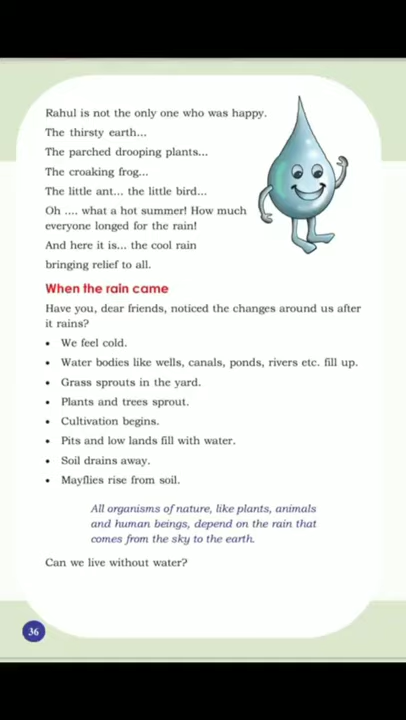 Rahul is not the only one who was happy.
The thirsty earth...
The parched drooping plants...
The croaking frog...
The little ant... the little bird...
Oh .... what a hot summer! How much
everyone longed for the rain!
And here it is... the cool rain
bringing relief to all.
When the rain came
Have you, dear friends, noticed the changes around us after
it rains?
• We feel cold.
• Water bodies like wells, canals, ponds, rivers etc. fill up.
• Grass sprouts in the yard.
• Plants and trees sprout.
• Cultivation begins.
• Pits and low lands fill with water.
• Soil drains away.
• Mayflies rise from soil.
All organisms of nature, like plants, animals
and human beings, depend on the rain that
comes from the sky to the earth.
Can we live without water?
36